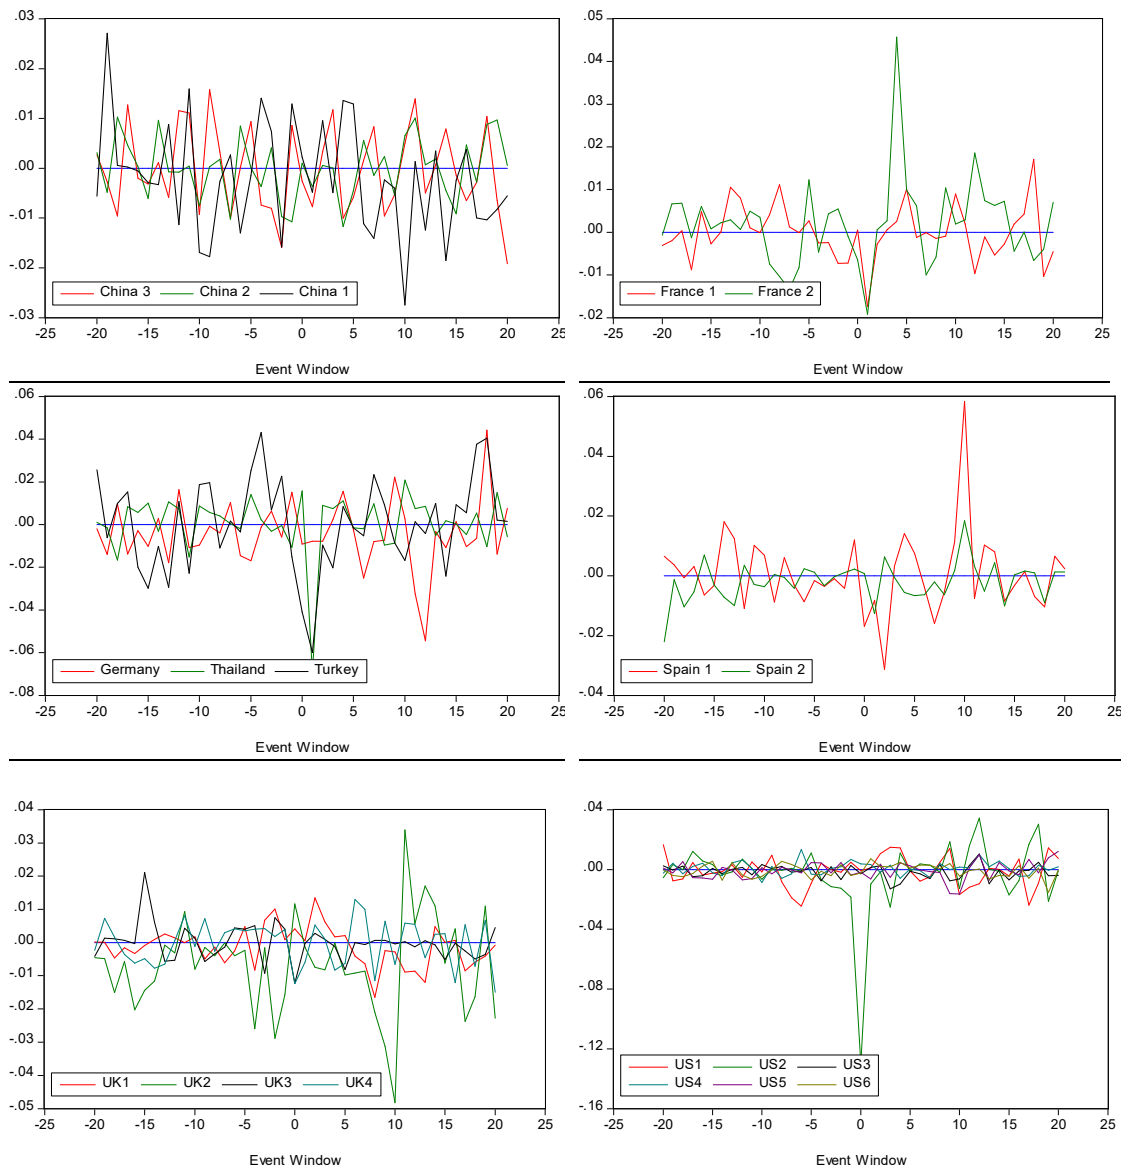 .03
.02
.01
.00
-.01
-.02
-.03
China 3 China 2 China 1
-25 -20 -15 -10 -5 0 5 10 15 20 25
Event Window
.05
.04
.03
.02
.01
.00
-.01
-.02
France 1 France 2
-25 -20 -15 -10 -5 0 5 10 15 20 25
Event Window
.06
.04
.02
.00
-.02
-.04
-.06
-.08
Germany Thailand Turkey
-25 -20 -15 -10 -5 0 5 10 15 20 25
Event Window
.06
.04
.02
.00
-.02
-.04
Spain 1 Spain 2
-25 -20 -15 -10 -5 0 5 10 15 20 25
Event Window
.04
.03
.02
.01
.00
-.01
-.02
-.03
-.04
-.05
UK1 UK2 UK3 UK4
-25 -20 -15 -10 -5 0 5 10 15 20 25
Event Window
.04
.00
-.04
-.08
-.12
-.16
US1 US2 US3
US4 US5 US6
-25 -20 -15 -10 -5 0 5 10 15 20 25
Event Window